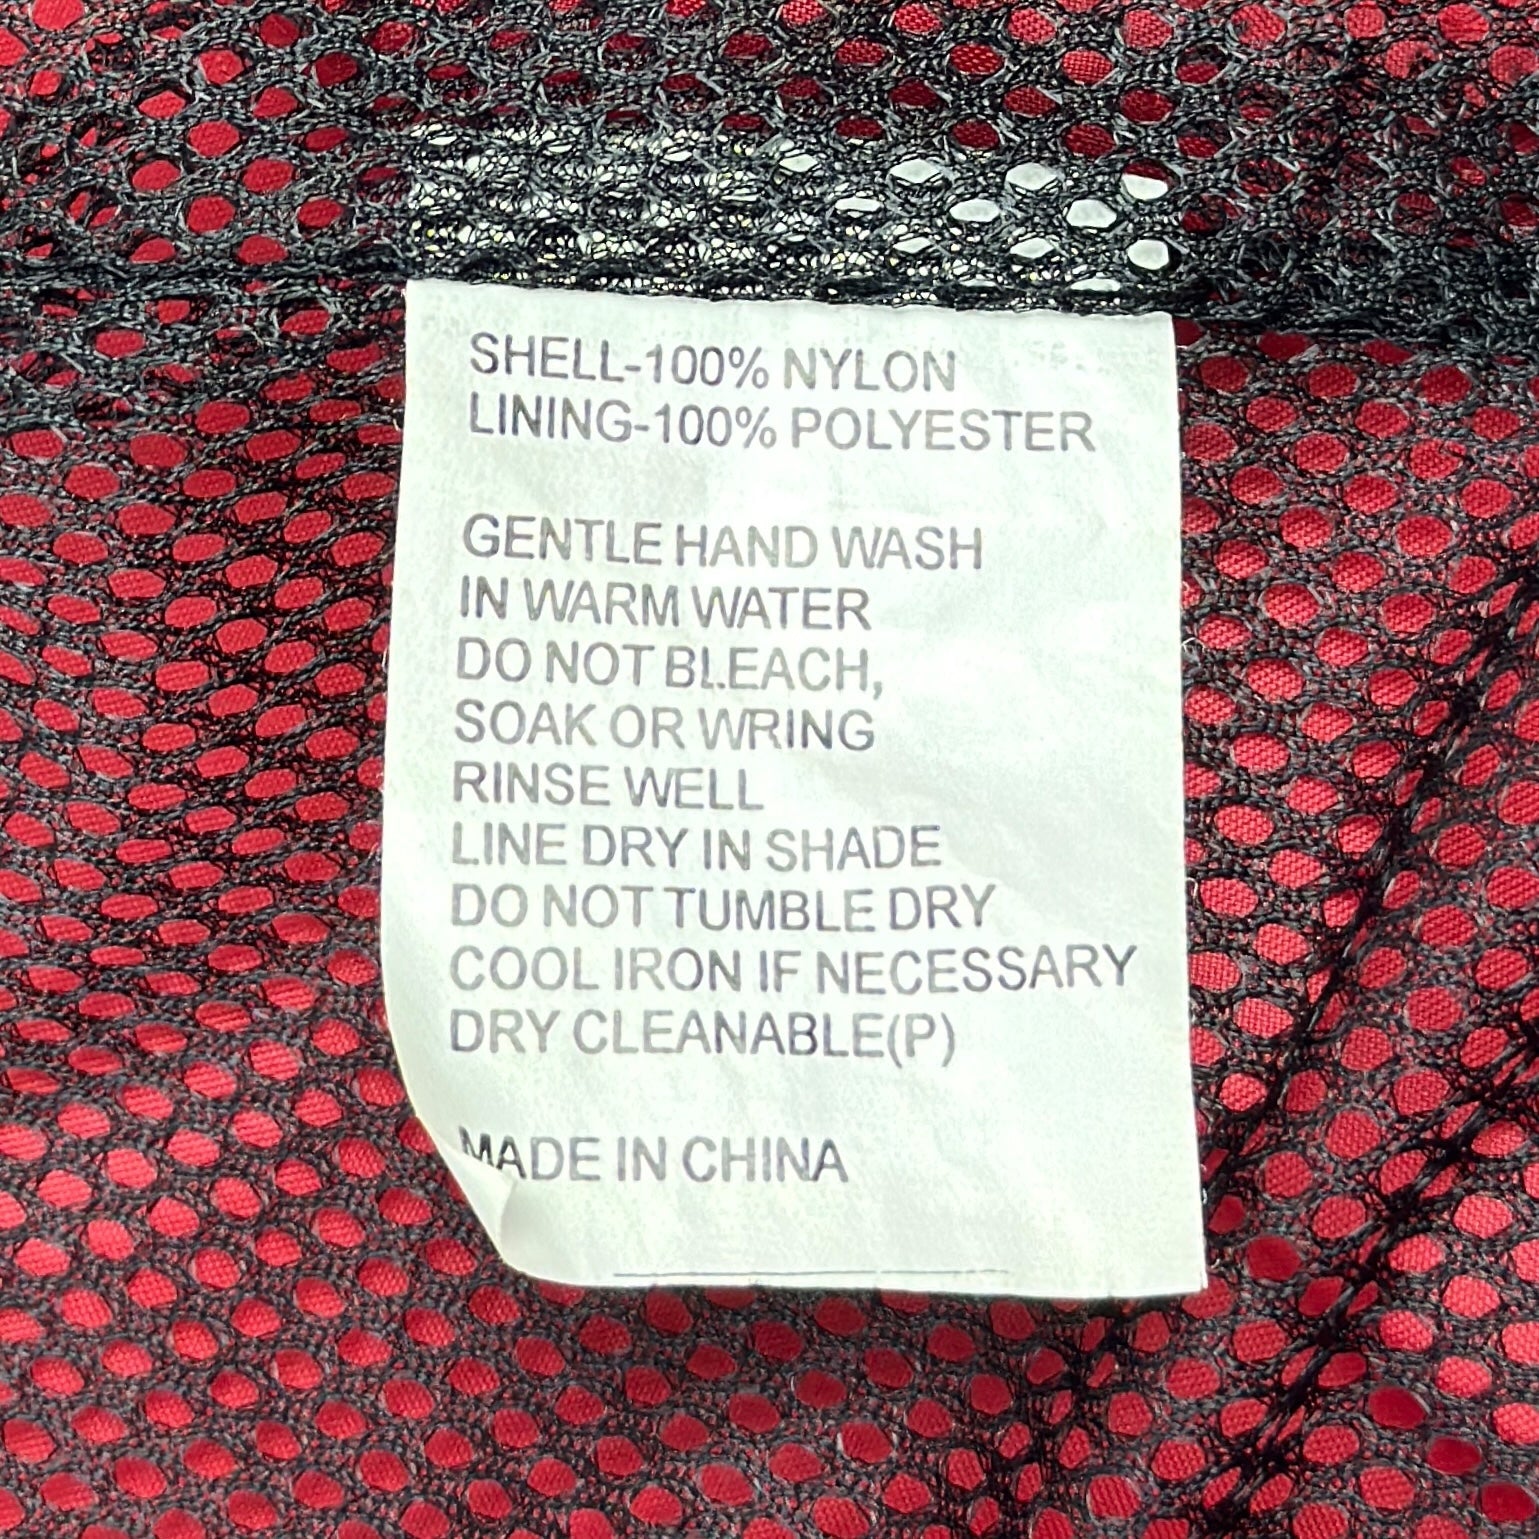 SHELL-100% NYLON
LINING-100% POLYESTER
GENTLE HAND WASH
IN WARM WATER
DO NOT BLEACH,
SOAK OR WRING
RINSE WELL
LINE DRY IN SHADE
DO NOT TUMBLE DRY
COOL IRON IF NECESSARY
DRY CLEANABLE(P)
MADE IN CHINA